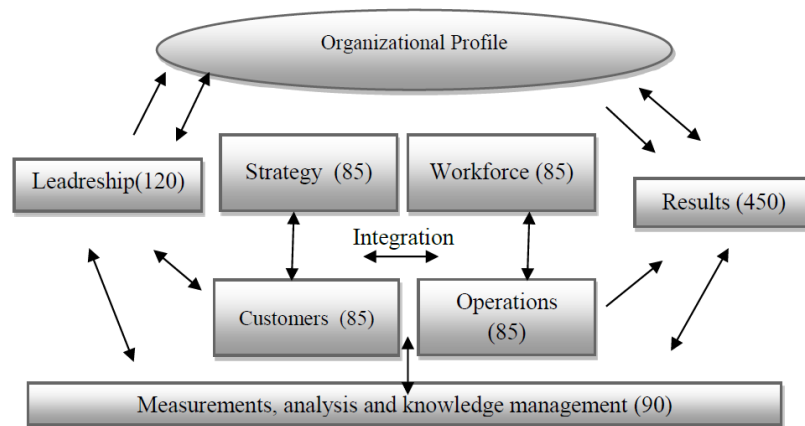 Organizational Profile
Leadreship(120)
Strategy (85)
Workforce (85)
Results (450)
Integration
Customers (85)
Operations
(85)
Measurements, analysis and knowledge management (90)